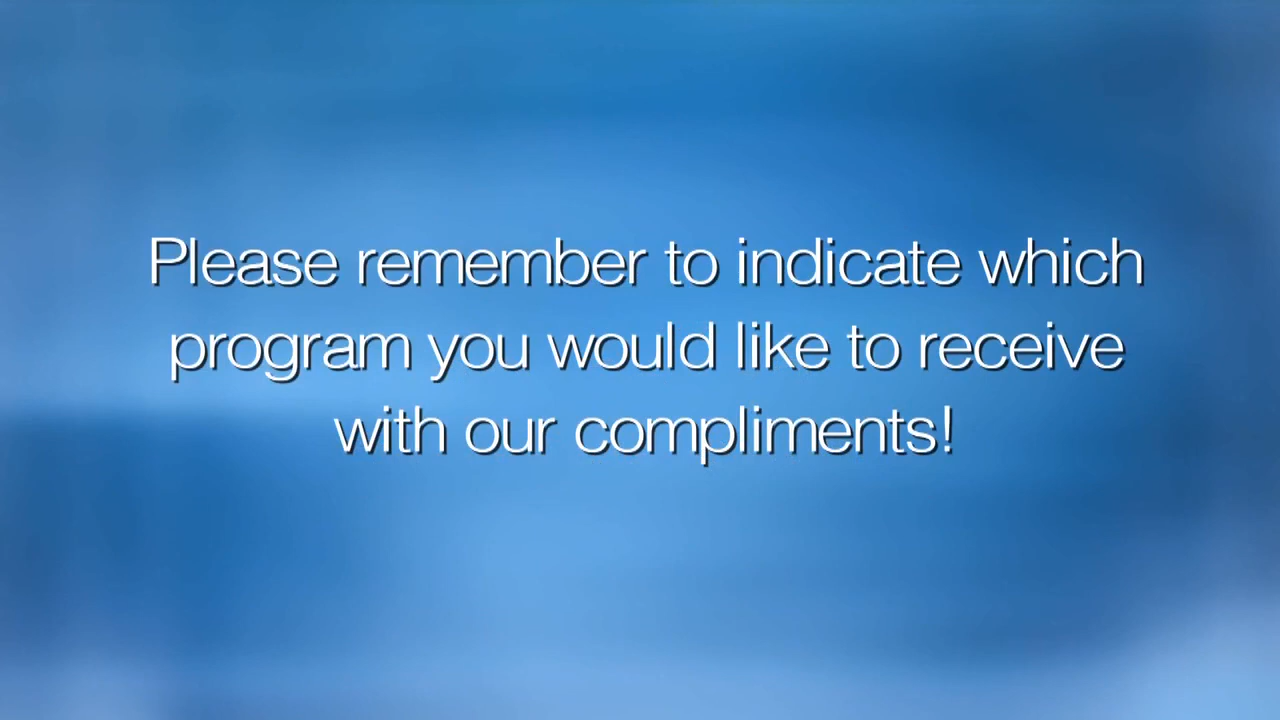 Please remember to indicate which
program you would like to receive
with our compliments!